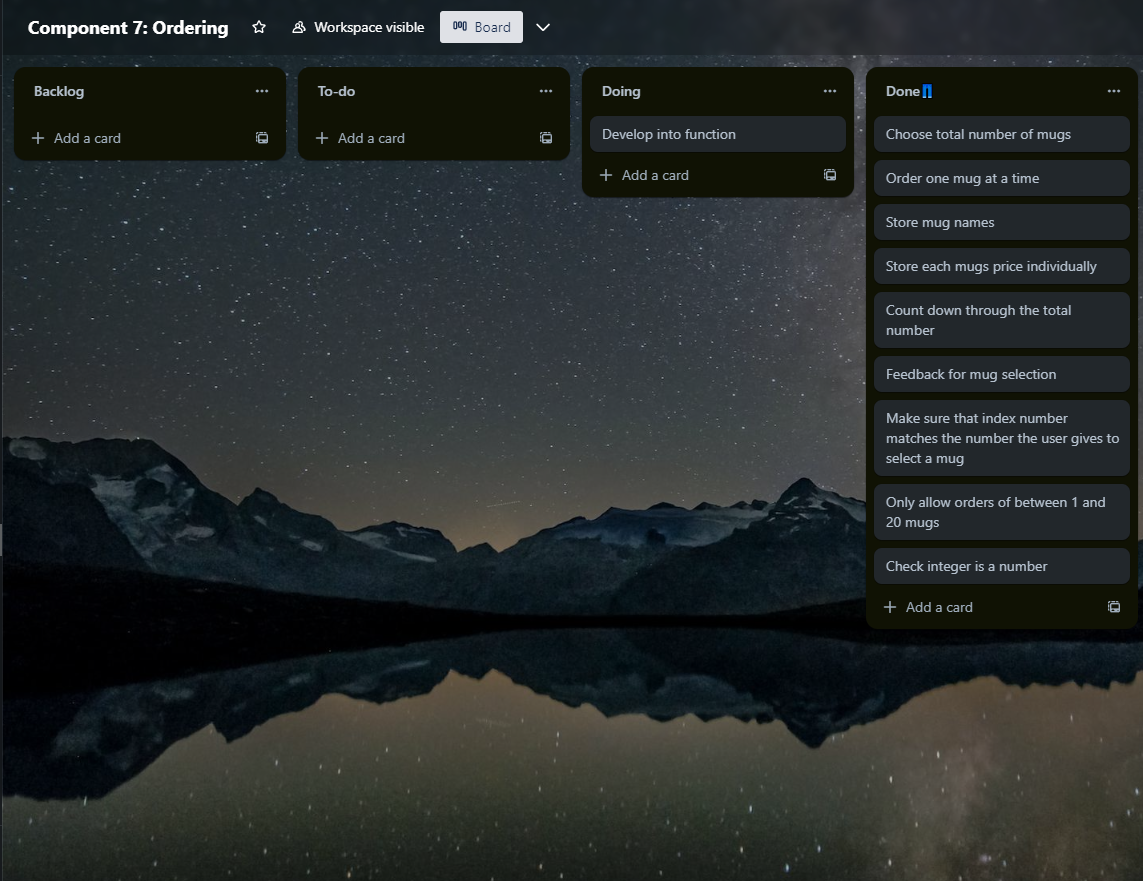 Component 7: Ordering
Workspace visible
Board
Backlog
Add a card
To-do
Add a card
Doing
Develop into function
Add a card
Done👖
Choose total number of mugs
Order one mug at a time
Store mug names
Store each mugs price individually
Count down through the total
number
Feedback for mug selection
Make sure that index number
matches the number the user gives to
select a mug
Only allow orders of between 1 and
20 mugs
Check integer is a number
Add a card